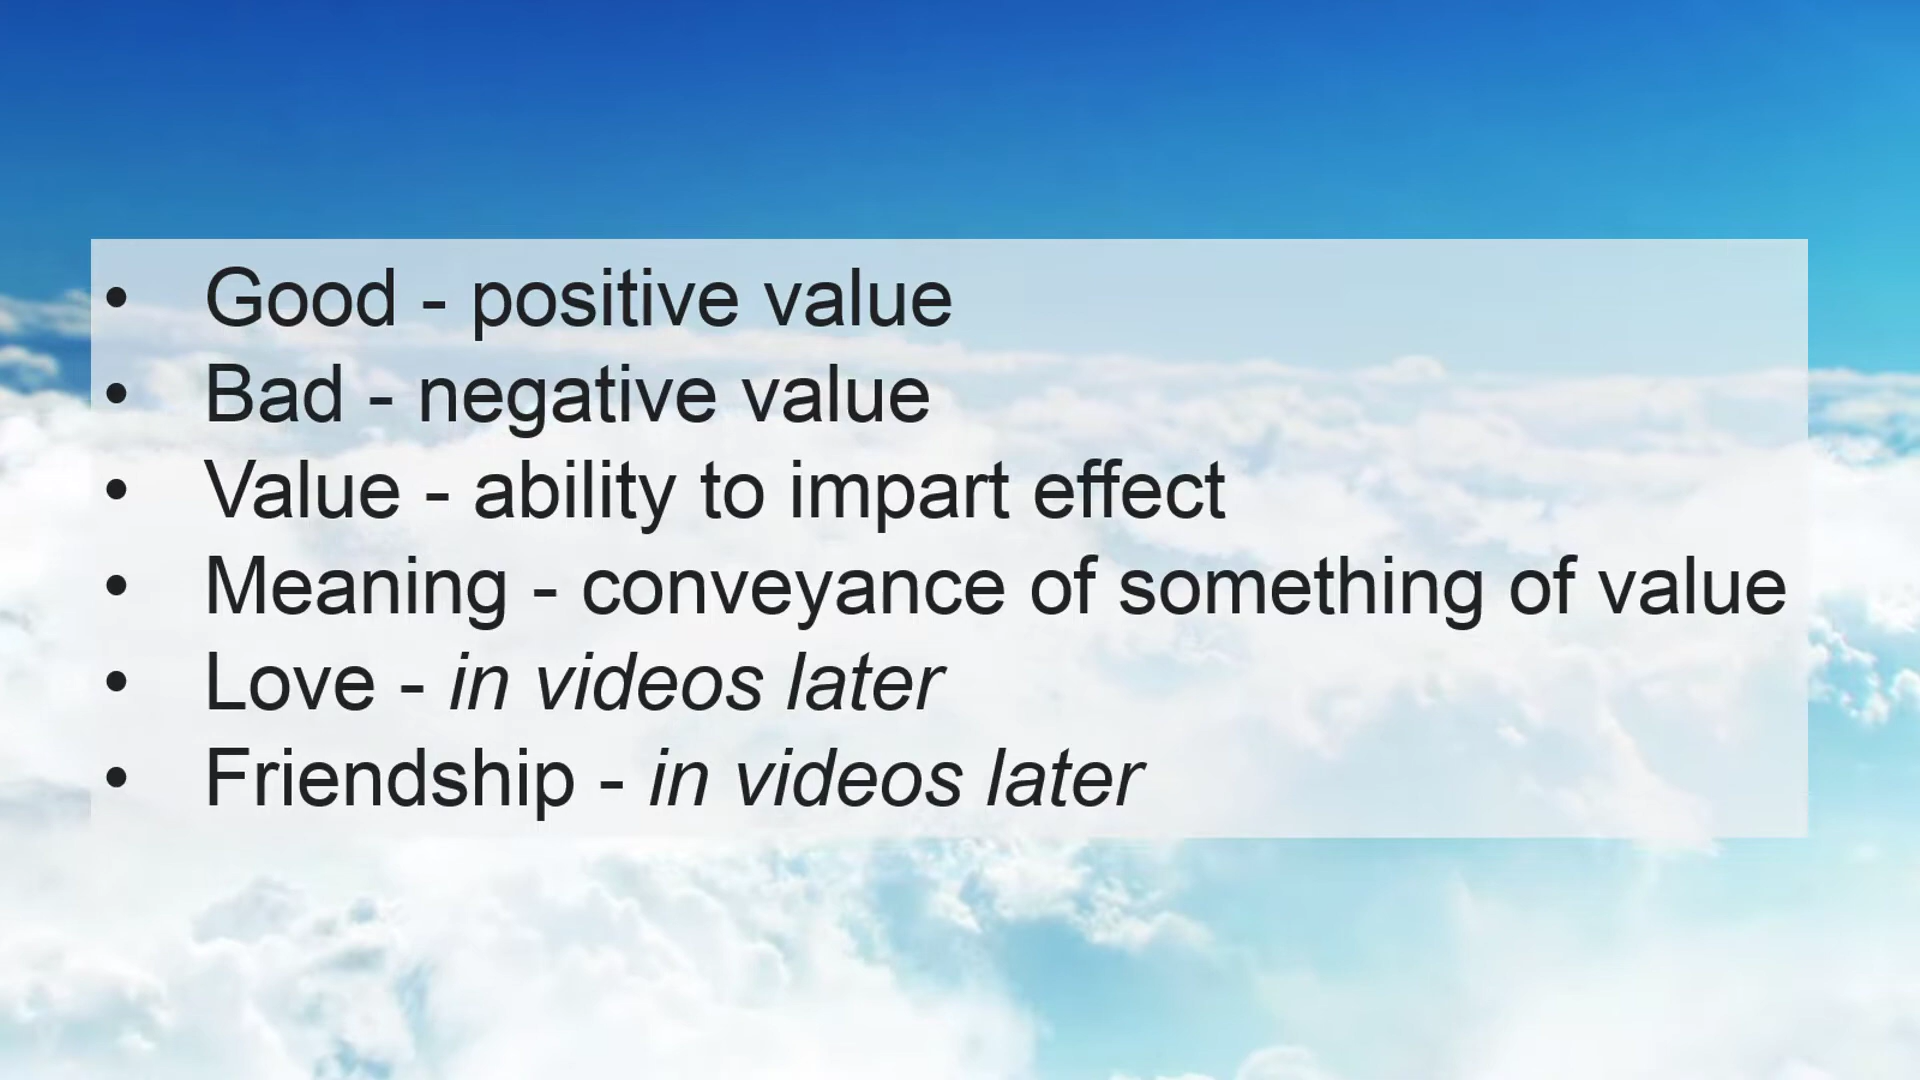 • Good - positive value
• Bad - negative value
• Value - ability to impart effect
• Meaning - conveyance of something of value
• Love - in videos later
• Friendship - in videos later